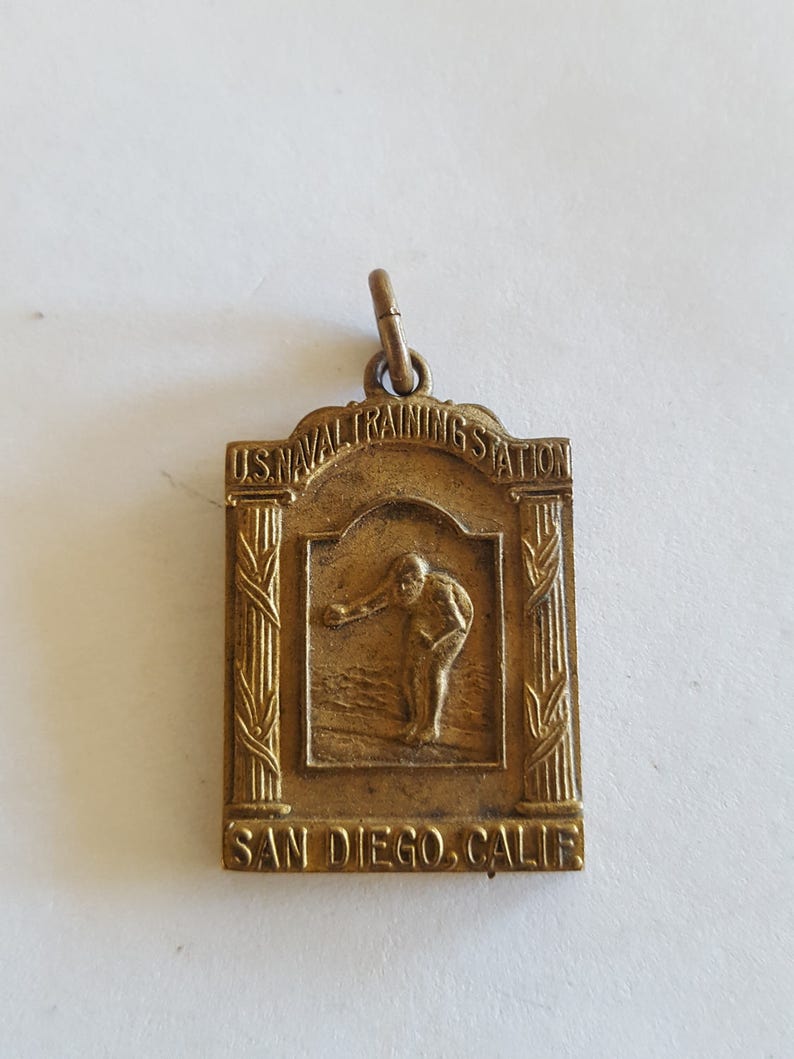 U.S. NAVAL TRAINING STATION
SAN DIEGO, CALIF.